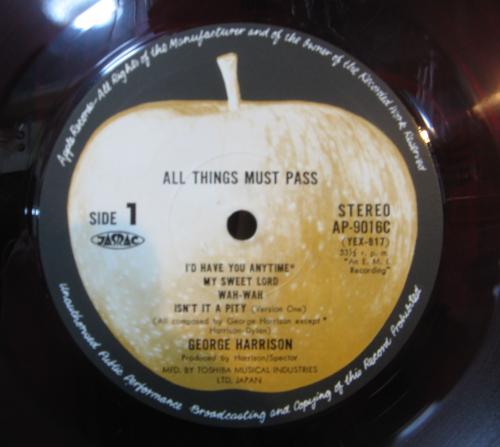 Apple Records-All Rights of the Manufacturer and of the Owner of the Recorded Work Reserved
ALL THINGS MUST PASS
SIDE 1
JASRAC
STEREO
AP-9016C
(YEX-817)
33⅓ r. p. m
"An E. M. I.
Recording"
I'D HAVE YOU ANYTIME*
MY SWEET LORD
WAH-WAH
ISN'T IT A PITY (Version One)
(All composed by George Harrison except *
Harrison-Dylan)
GEORGE HARRISON
Produced by Harrison/Spector
MFD. BY TOSHIBA MUSICAL INDUSTRIES
LTD. JAPAN
Unauthorised Public Performance Broadcasting and Copying of this Record Prohibited